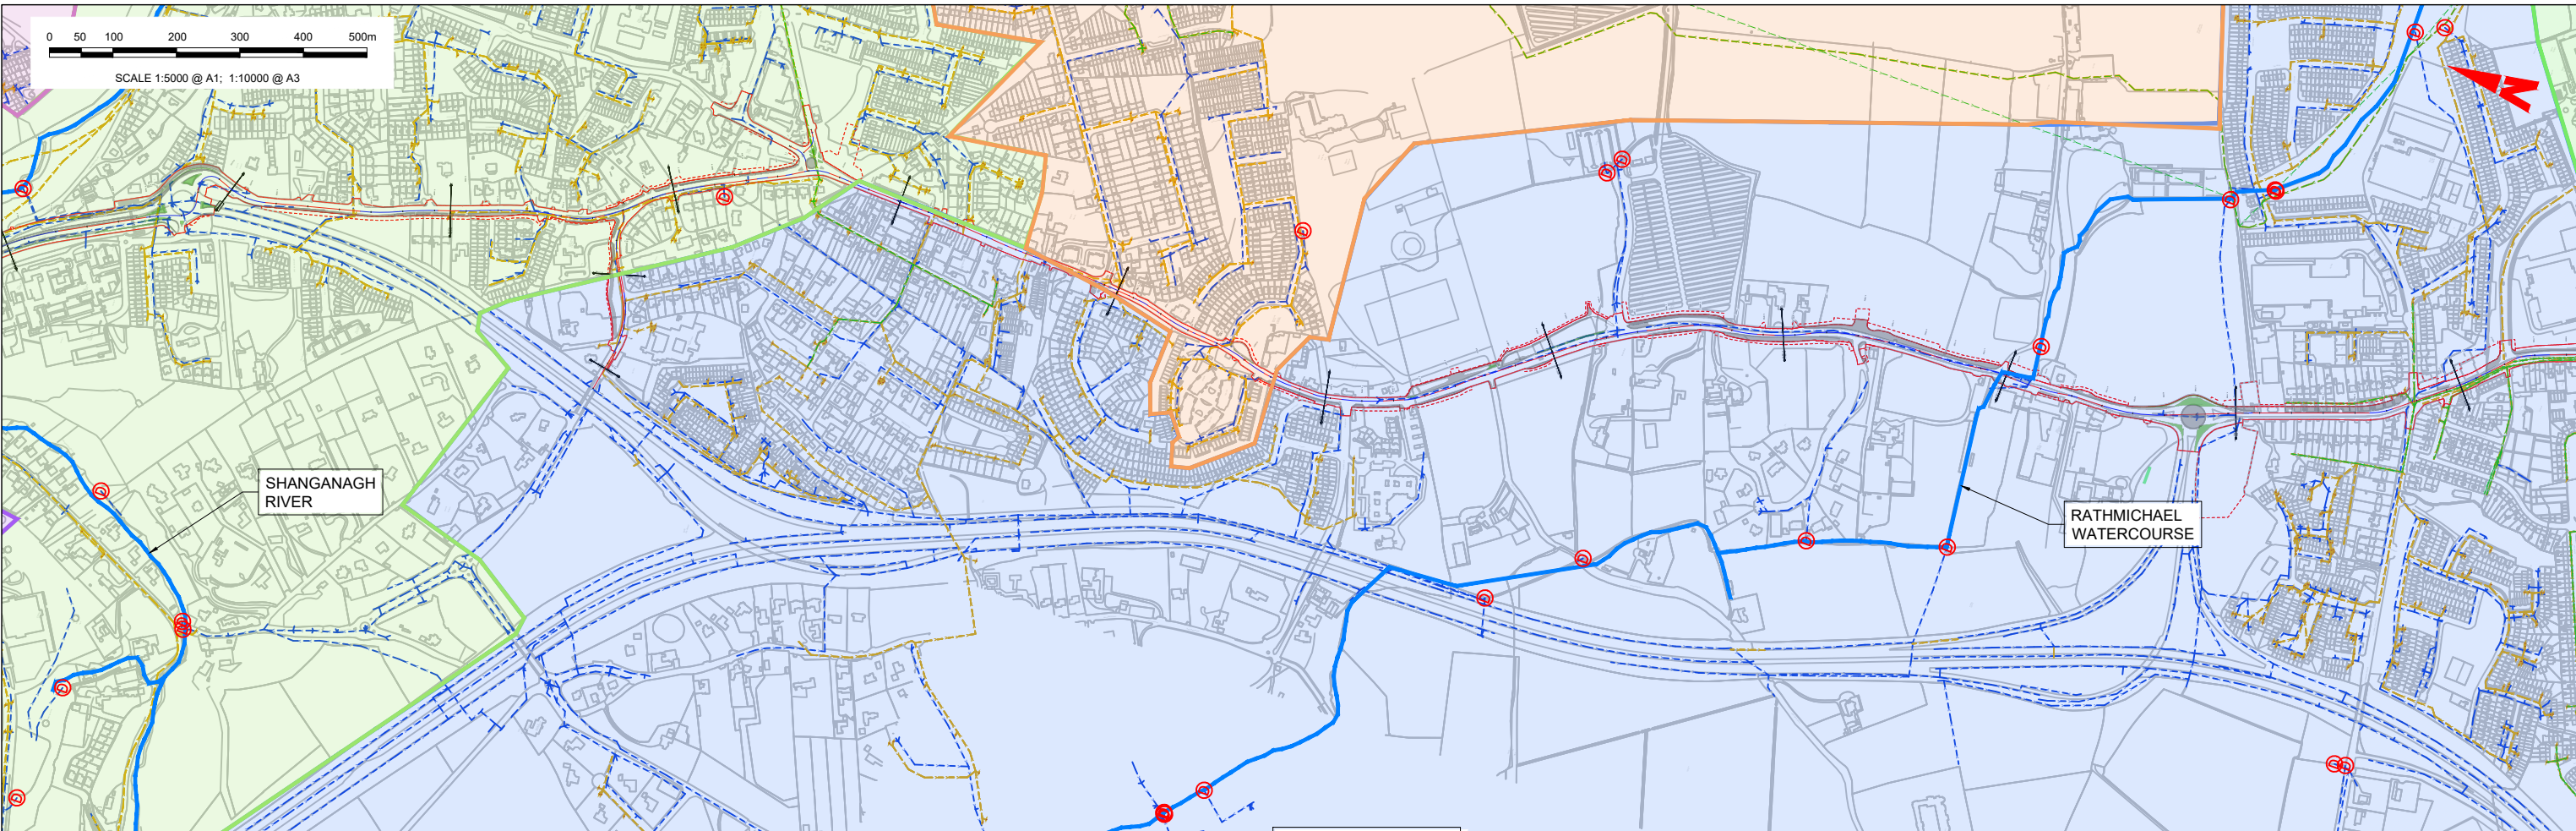 0 50 100 200 300 400 500m
SCALE 1:5000 @ A1; 1:10000 @ A3
N
SHANGANAGH
RIVER
RATHMICHAEL
WATERCOURSE